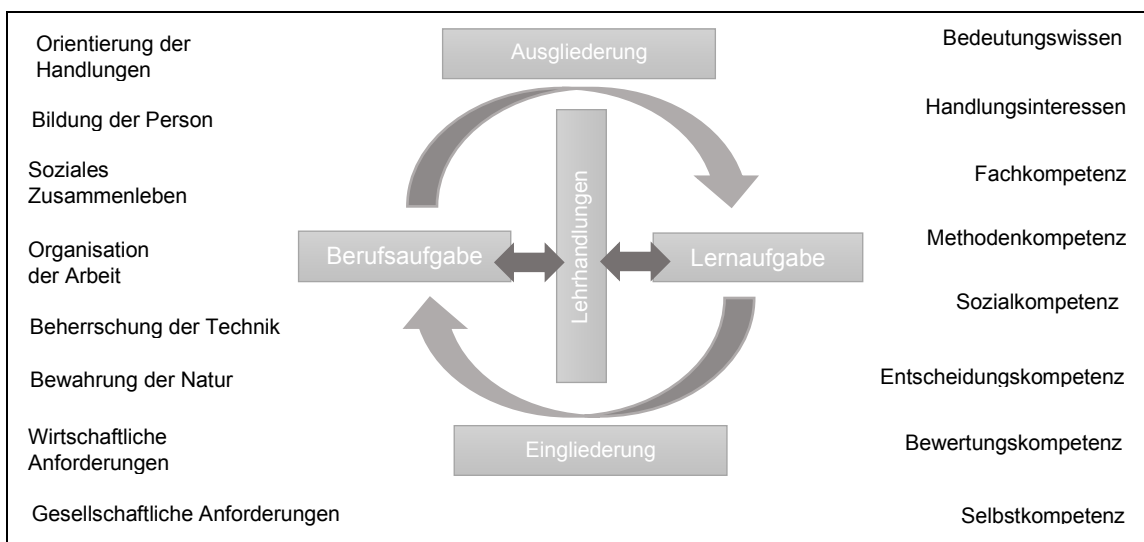 Orientierung der
Handlungen
Bildung der Person
Soziales
Zusammenleben
Organisation
der Arbeit
Beherrschung der Technik
Bewahrung der Natur
Wirtschaftliche
Anforderungen
Gesellschaftliche Anforderungen
Ausgliederung
Berufsaufgabe
Lehrhandlungen
Lernaufgabe
Eingliederung
Bedeutungswissen
Handlungsinteressen
Fachkompetenz
Methodenkompetenz
Sozialkompetenz
Entscheidungskompetenz
Bewertungskompetenz
Selbstkompetenz